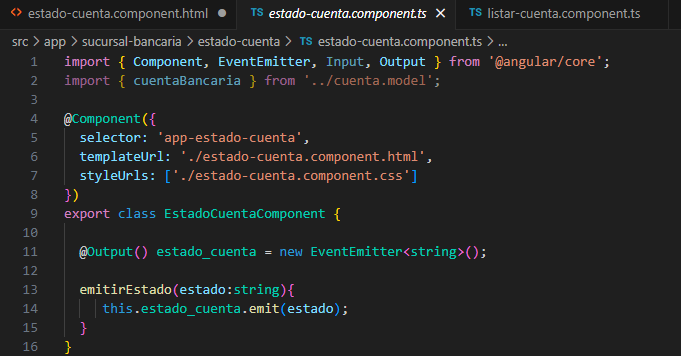 <> estado-cuenta.component.html ● TS estado-cuenta.component.ts × TS listar-cuenta.component.ts
src > app > sucursal-bancaria > estado-cuenta > TS estado-cuenta.component.ts > ...
1 import { Component, EventEmitter, Input, Output } from '@angular/core';
2 import { cuentaBancaria } from '../cuenta.model';
3
4 @Component({
5   selector: 'app-estado-cuenta',
6   templateUrl: './estado-cuenta.component.html',
7   styleUrls: ['./estado-cuenta.component.css']
8 })
9 export class EstadoCuentaComponent {
10
11   @Output() estado_cuenta = new EventEmitter<string>();
12
13   emitirEstado(estado:string){
14      this.estado_cuenta.emit(estado);
15   }
16 }